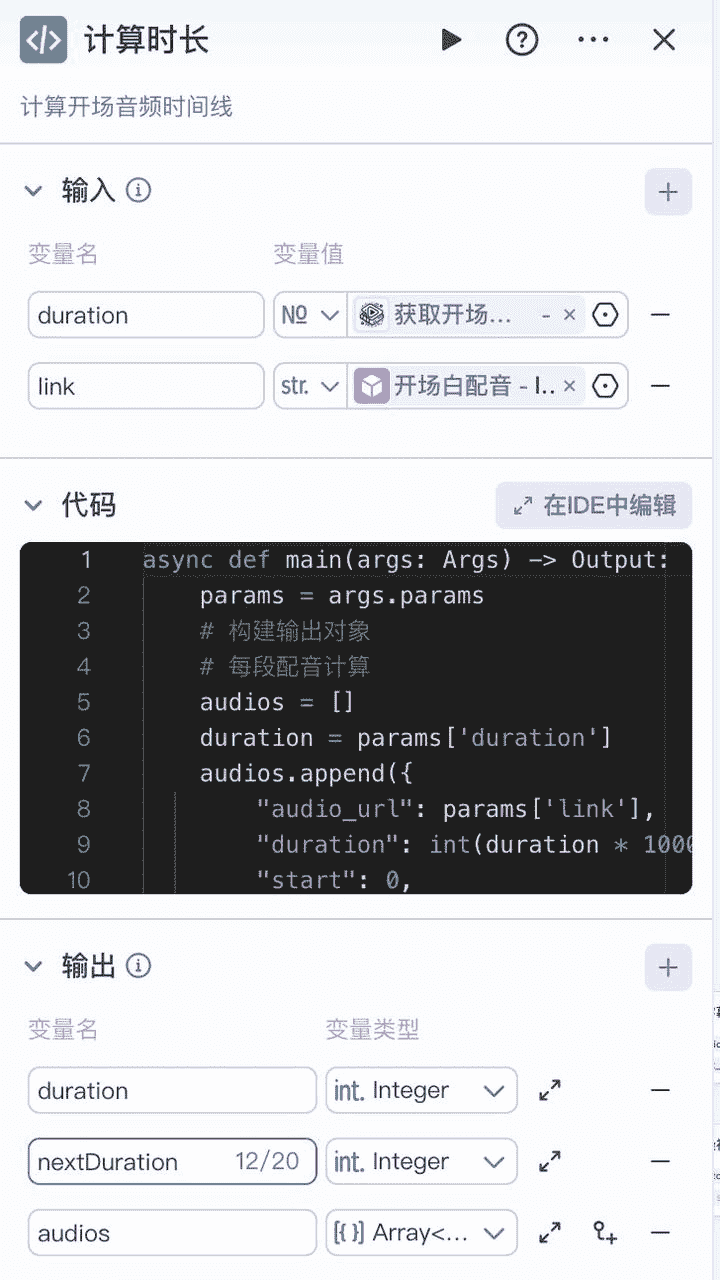 </> 计算时长
计算开场音频时间线
输入
变量名 变量值
duration № 获取开场... - ×
link str. 开场白配音 - l.. ×
代码 在IDE中编辑
1 async def main(args: Args) -> Output:
2 params = args.params
3 # 构建输出对象
4 # 每段配音计算
5 audios = []
6 duration = params['duration']
7 audios.append({
8 "audio_url": params['link'],
9 "duration": int(duration * 1000
10 "start": 0,
输出
变量名 变量类型
duration int. Integer
nextDuration 12/20 int. Integer
audios [{}] Array<...